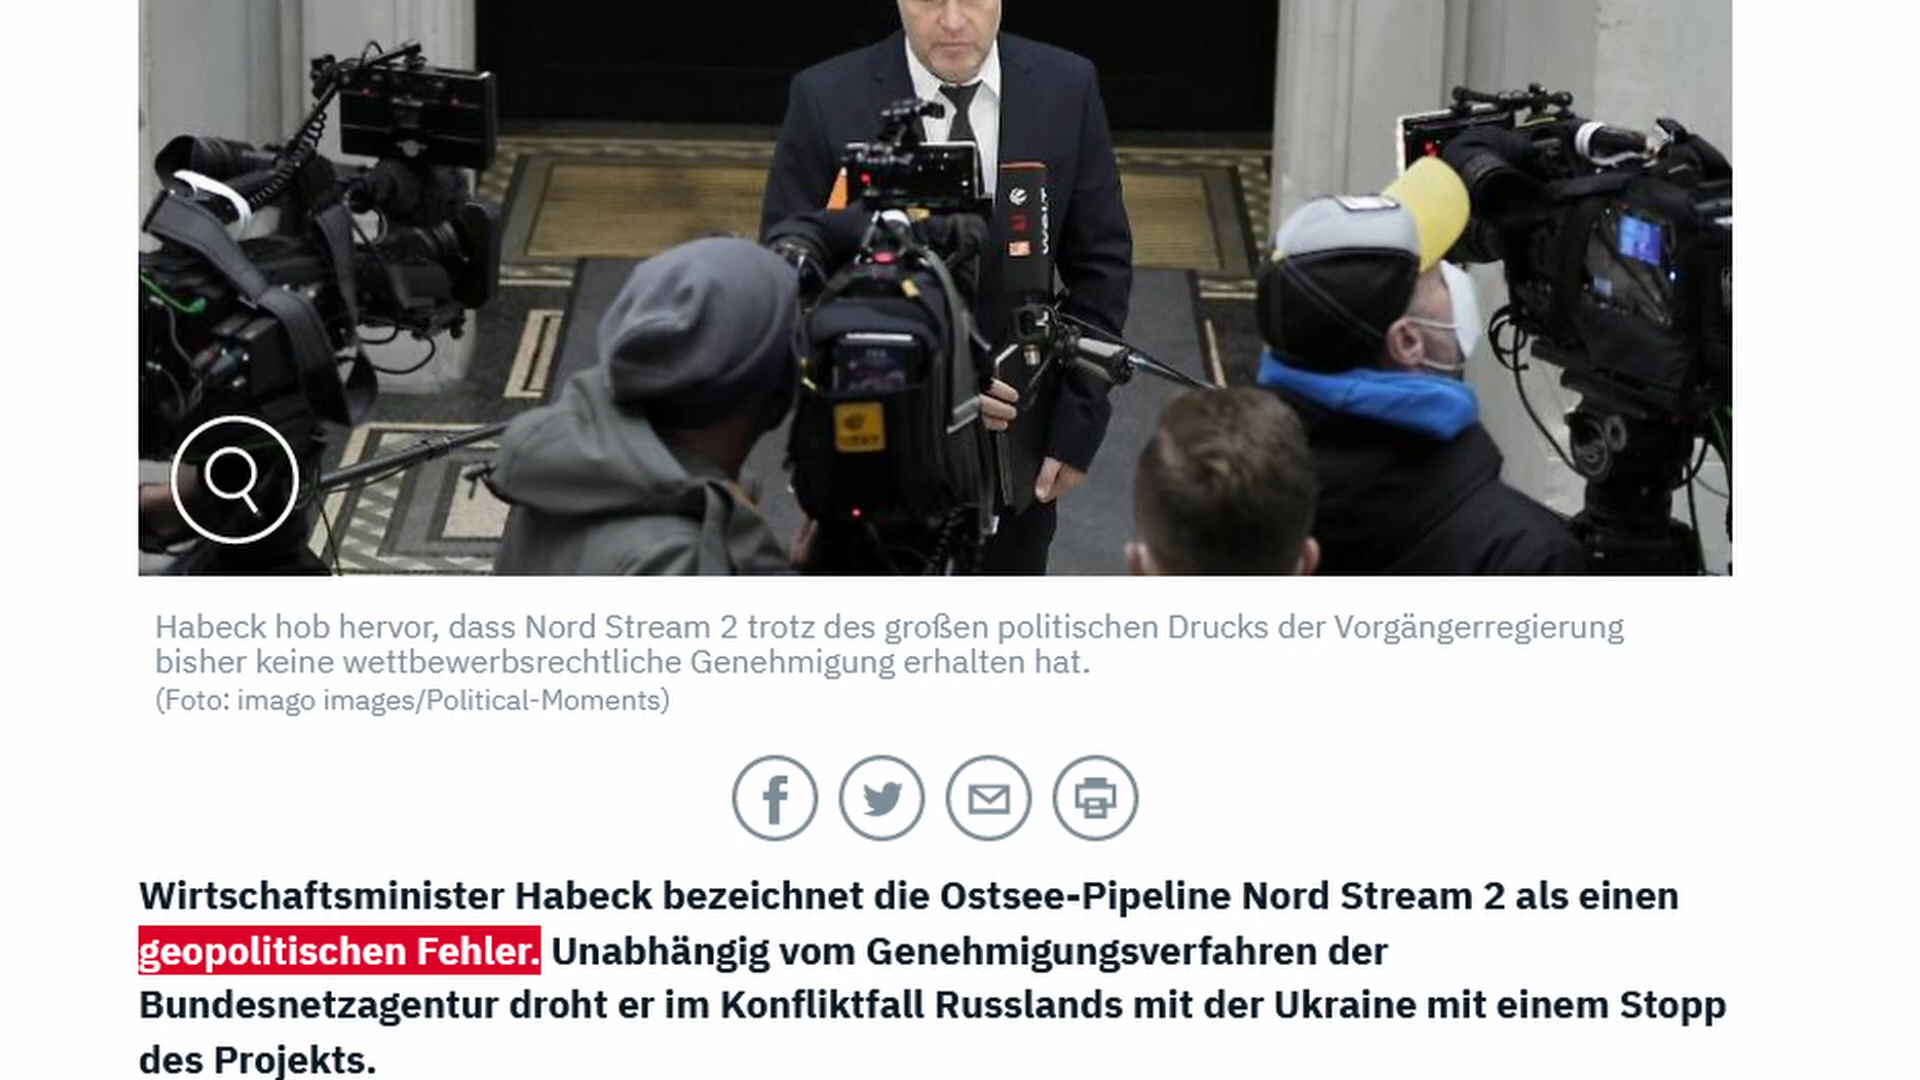 Habeck hob hervor, dass Nord Stream 2 trotz des großen politischen Drucks der Vorgängerregierung
bisher keine wettbewerbsrechtliche Genehmigung erhalten hat.
(Foto: imago images/Political-Moments)
Wirtschaftsminister Habeck bezeichnet die Ostsee-Pipeline Nord Stream 2 als einen
geopolitischen Fehler. Unabhängig vom Genehmigungsverfahren der
Bundesnetzagentur droht er im Konfliktfall Russlands mit der Ukraine mit einem Stopp
des Projekts.